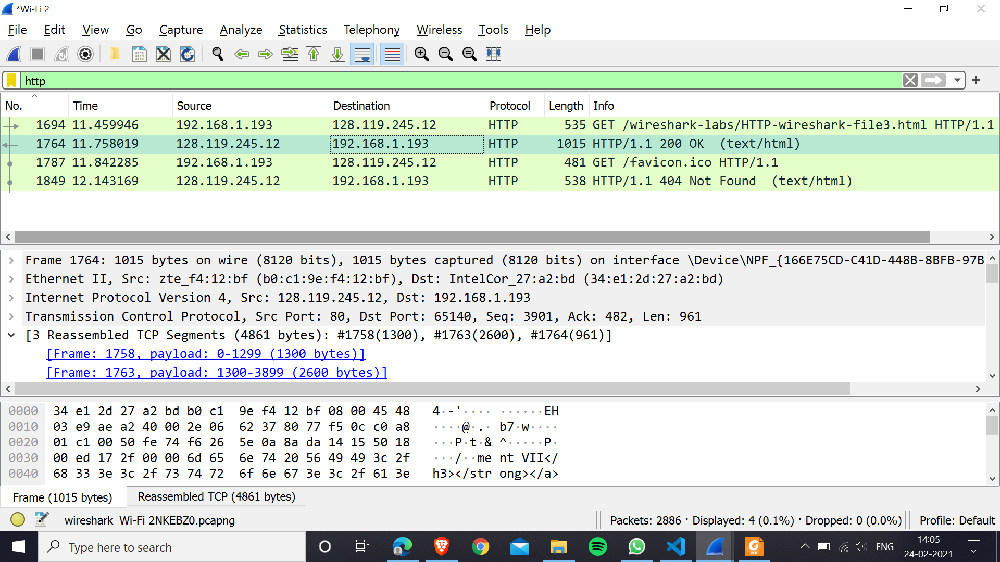 *Wi-Fi 2
File Edit View Go Capture Analyze Statistics Telephony Wireless Tools Help
http
No. Time Source Destination Protocol Length Info
1694 11.459946 192.168.1.193 128.119.245.12 HTTP 535 GET /wireshark-labs/HTTP-wireshark-file3.html HTTP/1.1
1764 11.758019 128.119.245.12 192.168.1.193 HTTP 1015 HTTP/1.1 200 OK (text/html)
1787 11.842285 192.168.1.193 128.119.245.12 HTTP 481 GET /favicon.ico HTTP/1.1
1849 12.143169 128.119.245.12 192.168.1.193 HTTP 538 HTTP/1.1 404 Not Found (text/html)
Frame 1764: 1015 bytes on wire (8120 bits), 1015 bytes captured (8120 bits) on interface \Device\NPF_{166E75CD-C41D-448B-8BFB-97B
Ethernet II, Src: zte_f4:12:bf (b0:c1:9e:f4:12:bf), Dst: IntelCor_27:a2:bd (34:e1:2d:27:a2:bd)
Internet Protocol Version 4, Src: 128.119.245.12, Dst: 192.168.1.193
Transmission Control Protocol, Src Port: 80, Dst Port: 65140, Seq: 3901, Ack: 482, Len: 961
[3 Reassembled TCP Segments (4861 bytes): #1758(1300), #1763(2600), #1764(961)]
[Frame: 1758, payload: 0-1299 (1300 bytes)]
[Frame: 1763, payload: 1300-3899 (2600 bytes)]
0000 34 e1 2d 27 a2 bd b0 c1 9e f4 12 bf 08 00 45 48 4·-'···· ······EH
0010 03 e9 ae a2 40 00 2e 06 62 37 80 77 f5 0c c0 a8 ····@·.· b7·w····
0020 01 c1 00 50 fe 74 f6 26 5e 0a 8a da 14 15 50 18 ···P·t·& ^·····P·
0030 00 ed 17 2f 00 00 6d 65 6e 74 20 56 49 49 3c 2f ···/··me nt VII</
0040 68 33 3e 3c 2f 73 74 72 6f 6e 67 3e 3c 2f 61 3e h3></str ong></a>
Frame (1015 bytes) Reassembled TCP (4861 bytes)
wireshark_Wi-Fi 2NKEBZ0.pcapng Packets: 2886 · Displayed: 4 (0.1%) · Dropped: 0 (0.0%) Profile: Default
Type here to search
PDF
ENG
14:05
24-02-2021